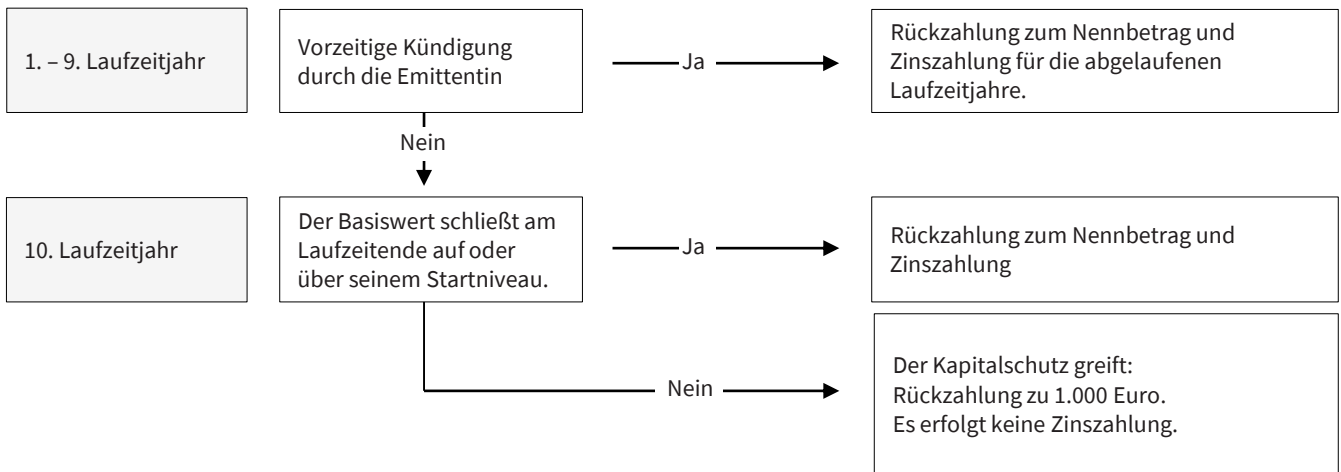 1. – 9. Laufzeitjahr
Vorzeitige Kündigung
durch die Emittentin
Ja
Rückzahlung zum Nennbetrag und
Zinszahlung für die abgelaufenen
Laufzeitjahre.
Nein
10. Laufzeitjahr
Der Basiswert schließt am
Laufzeitende auf oder
über seinem Startniveau.
Ja
Rückzahlung zum Nennbetrag und
Zinszahlung
Nein
Der Kapitalschutz greift:
Rückzahlung zu 1.000 Euro.
Es erfolgt keine Zinszahlung.